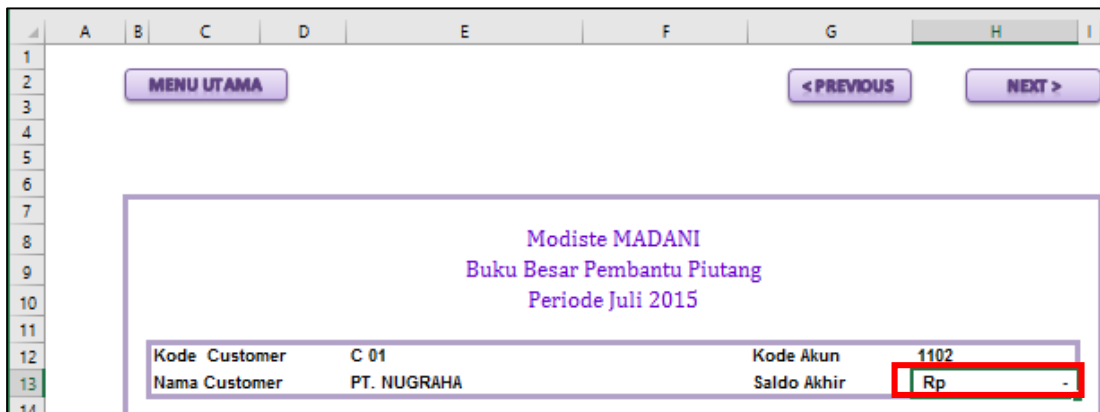 A B C D E F G H I
1
2 MENU UTAMA < PREVIOUS NEXT >
3
4
5
6
7
8 Modiste MADANI
9 Buku Besar Pembantu Piutang
10 Periode Juli 2015
11
12 Kode Customer C 01 Kode Akun 1102
13 Nama Customer PT. NUGRAHA Saldo Akhir Rp -
14